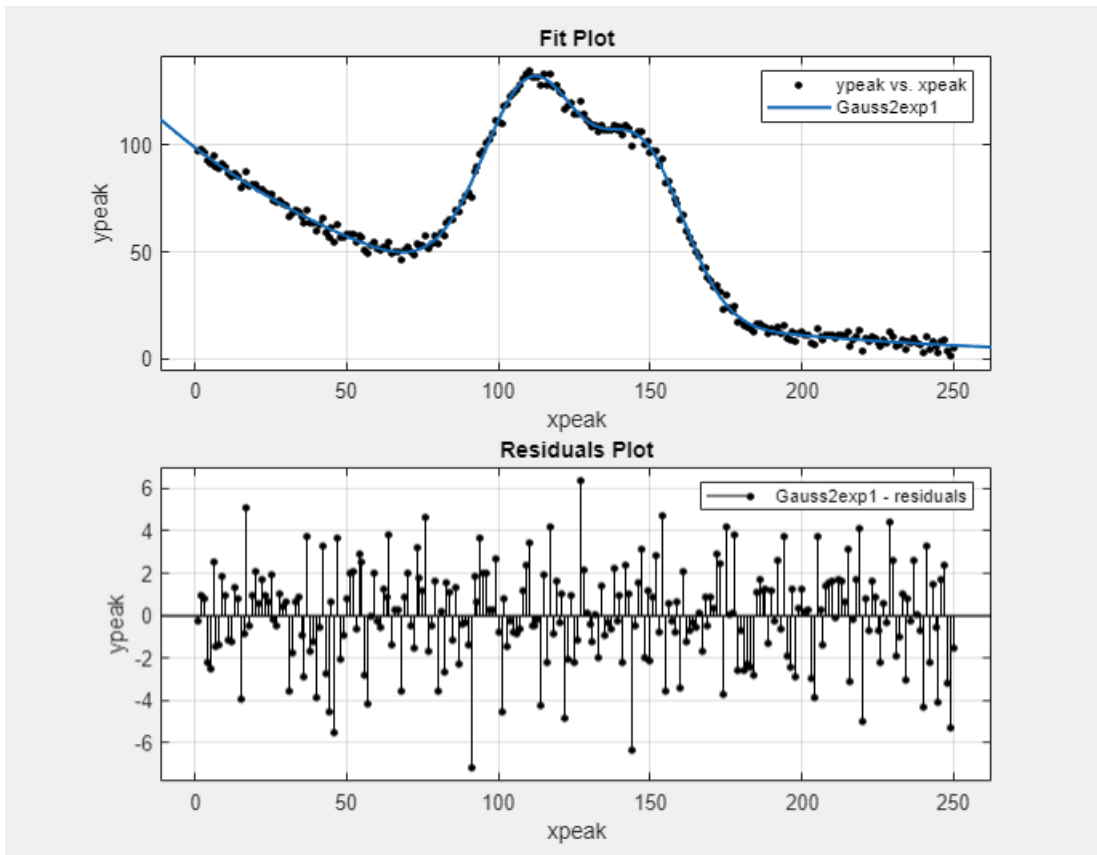 Fit Plot
ypeak vs. xpeak
Gauss2exp1
100
50
0
ypeak
0 50 100 150 200 250
xpeak
Residuals Plot
Gauss2exp1 - residuals
6
4
2
0
-2
-4
-6
ypeak
0 50 100 150 200 250
xpeak